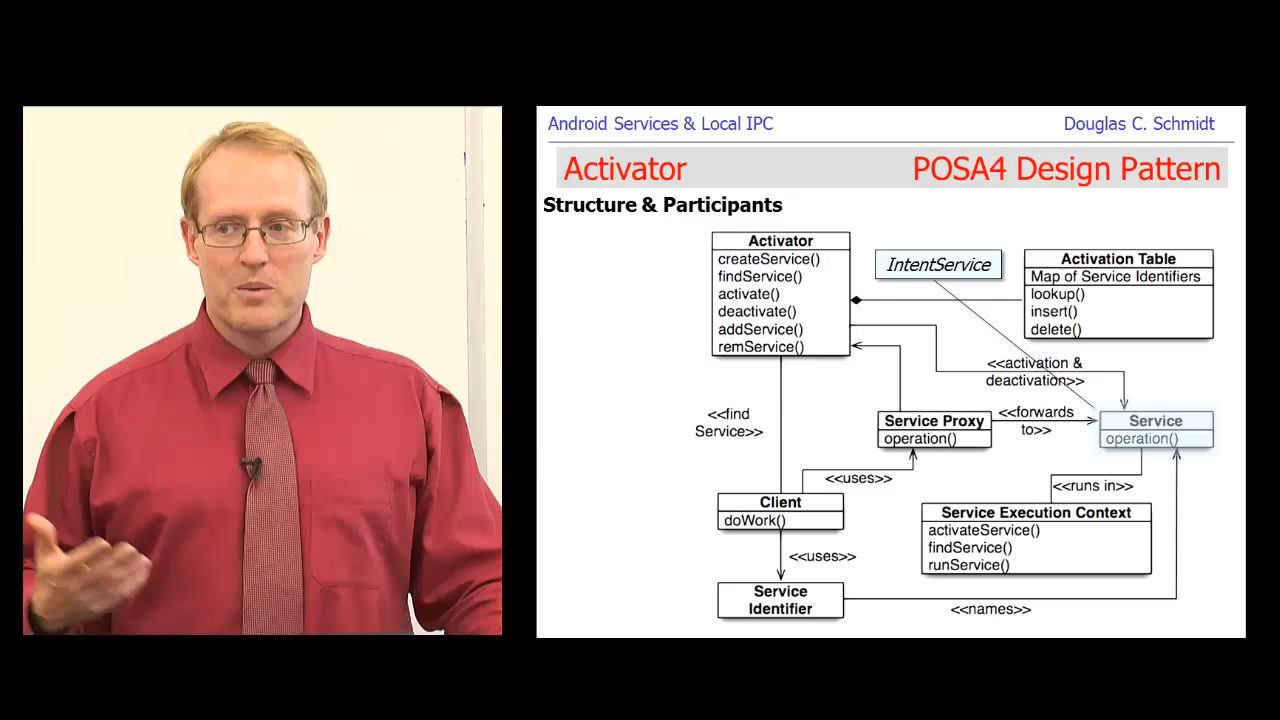 Android Services & Local IPC
Douglas C. Schmidt
Activator
POSA4 Design Pattern
Structure & Participants
Activator
createService()
findService()
activate()
deactivate()
addService()
remService()
IntentService
Activation Table
Map of Service Identifiers
lookup()
insert()
delete()
<<activation &
deactivation>>
<<find
Service>>
Service Proxy
operation()
<<forwards
to>>
Service
operation()
<<uses>>
<<runs in>>
Client
doWork()
Service Execution Context
activateService()
findService()
runService()
<<uses>>
Service
Identifier
<<names>>